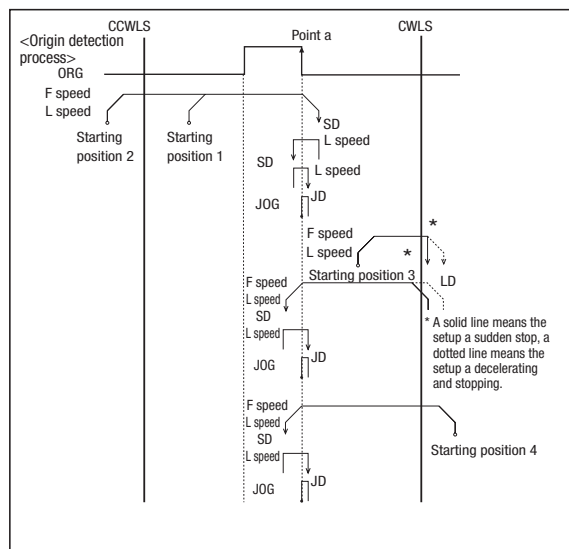 CCWLS
CWLS
<Origin detection
process>
Point a
ORG
F speed
L speed
SD
Starting
position 2
Starting
position 1
L speed
SD
L speed
JD
JOG
F speed
*
L speed
*
Starting position 3
LD
F speed
L speed
SD
* A solid line means the
setup a sudden stop, a
dotted line means the
setup a decelerating
and stopping.
L speed
JD
JOG
F speed
L speed
SD
Starting position 4
L speed
JD
JOG